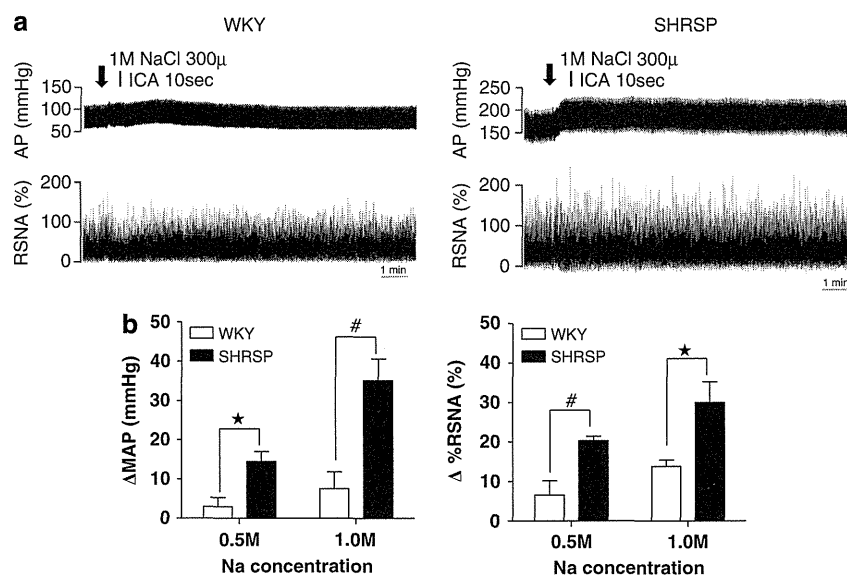 a
WKY
SHRSP
1M NaCl 300μ
l ICA 10sec
1M NaCl 300μ
l ICA 10sec
AP (mmHg)
150
100
50
AP (mmHg)
250
200
150
RSNA (%)
200
100
0
1 min
RSNA (%)
200
100
0
1 min
b
ΔMAP (mmHg)
50
40
30
20
10
0
WKY
SHRSP
★
#
0.5M
1.0M
Na concentration
Δ %RSNA (%)
50
40
30
20
10
0
WKY
SHRSP
#
★
0.5M
1.0M
Na concentration